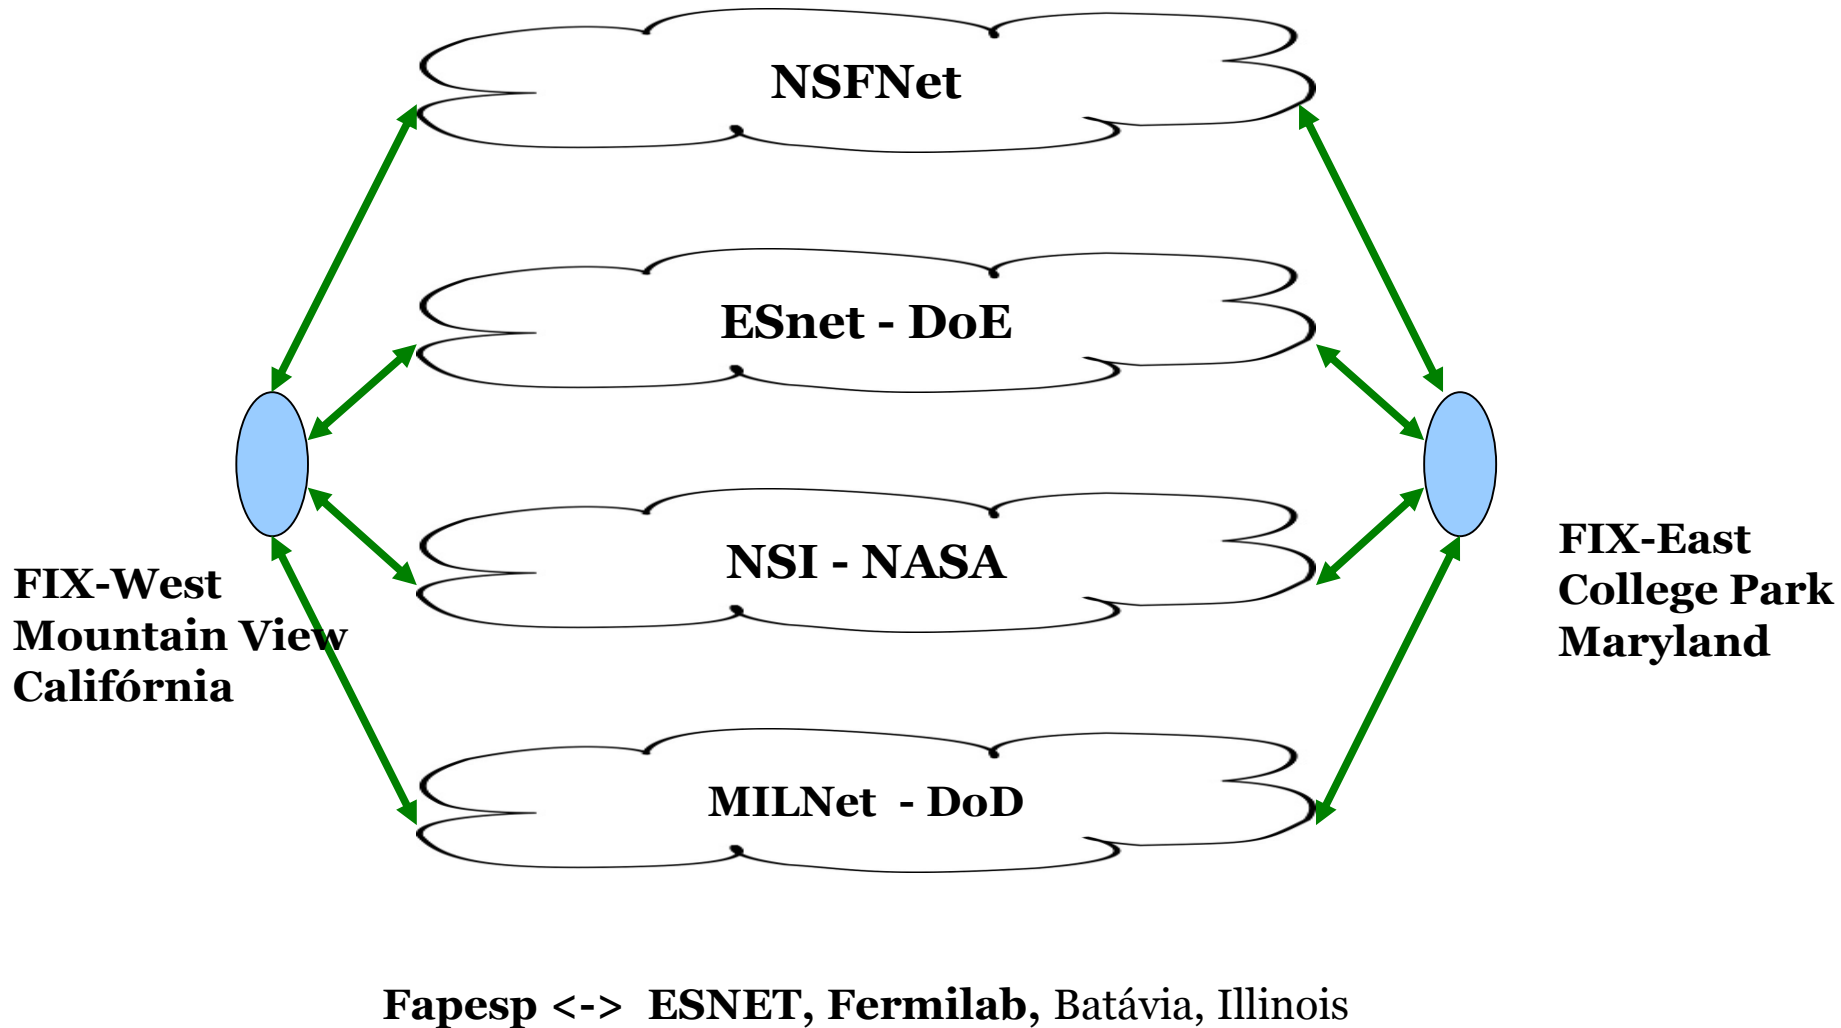 NSFNet
ESnet - DoE
NSI - NASA
FIX-West
Mountain View
Califórnia
FIX-East
College Park
Maryland
MILNet  - DoD
Fapesp <->  ESNET, Fermilab, Batávia, Illinois